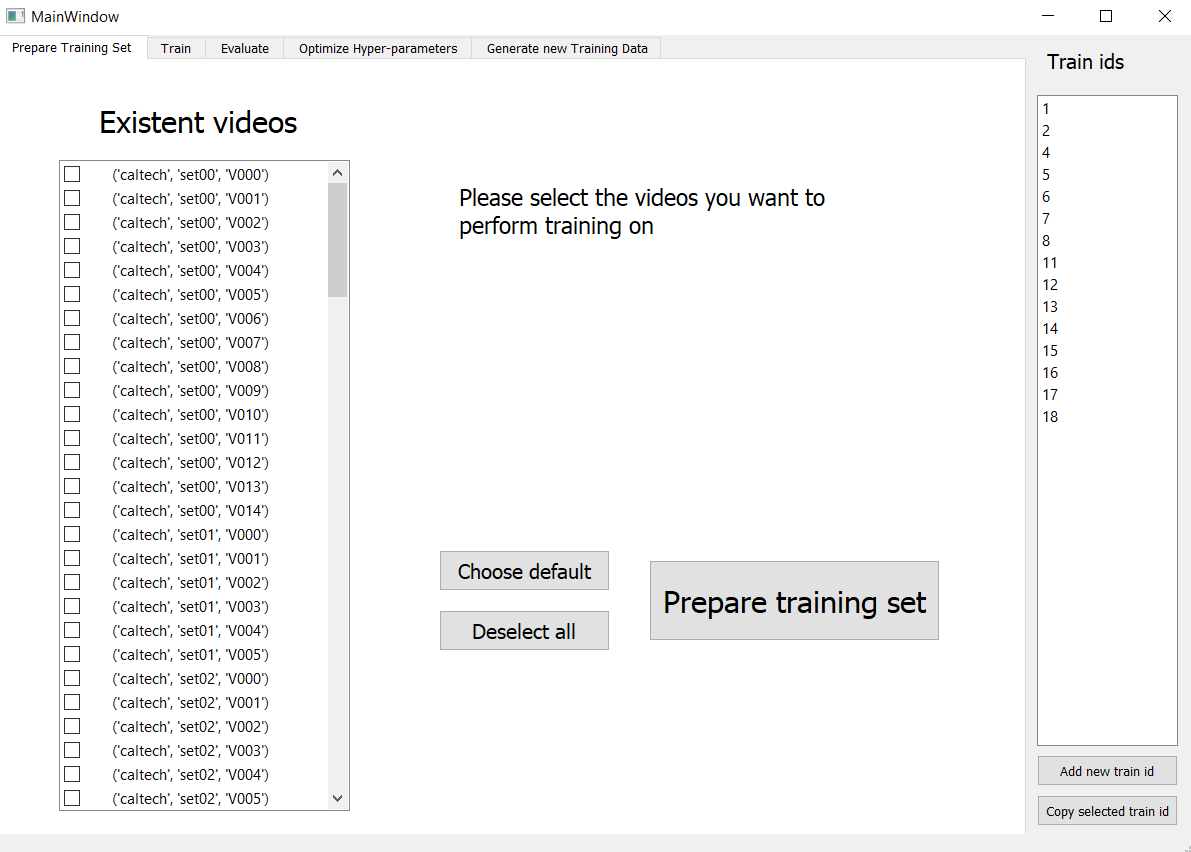 MainWindow
Prepare Training Set
Train
Evaluate
Optimize Hyper-parameters
Generate new Training Data
Train ids
Existent videos
('caltech', 'set00', 'V000')
('caltech', 'set00', 'V001')
('caltech', 'set00', 'V002')
('caltech', 'set00', 'V003')
('caltech', 'set00', 'V004')
('caltech', 'set00', 'V005')
('caltech', 'set00', 'V006')
('caltech', 'set00', 'V007')
('caltech', 'set00', 'V008')
('caltech', 'set00', 'V009')
('caltech', 'set00', 'V010')
('caltech', 'set00', 'V011')
('caltech', 'set00', 'V012')
('caltech', 'set00', 'V013')
('caltech', 'set00', 'V014')
('caltech', 'set01', 'V000')
('caltech', 'set01', 'V001')
('caltech', 'set01', 'V002')
('caltech', 'set01', 'V003')
('caltech', 'set01', 'V004')
('caltech', 'set01', 'V005')
('caltech', 'set02', 'V000')
('caltech', 'set02', 'V001')
('caltech', 'set02', 'V002')
('caltech', 'set02', 'V003')
('caltech', 'set02', 'V004')
('caltech', 'set02', 'V005')
Please select the videos you want to
perform training on
Choose default
Deselect all
Prepare training set
1
2
4
5
6
7
8
11
12
13
14
15
16
17
18
Add new train id
Copy selected train id